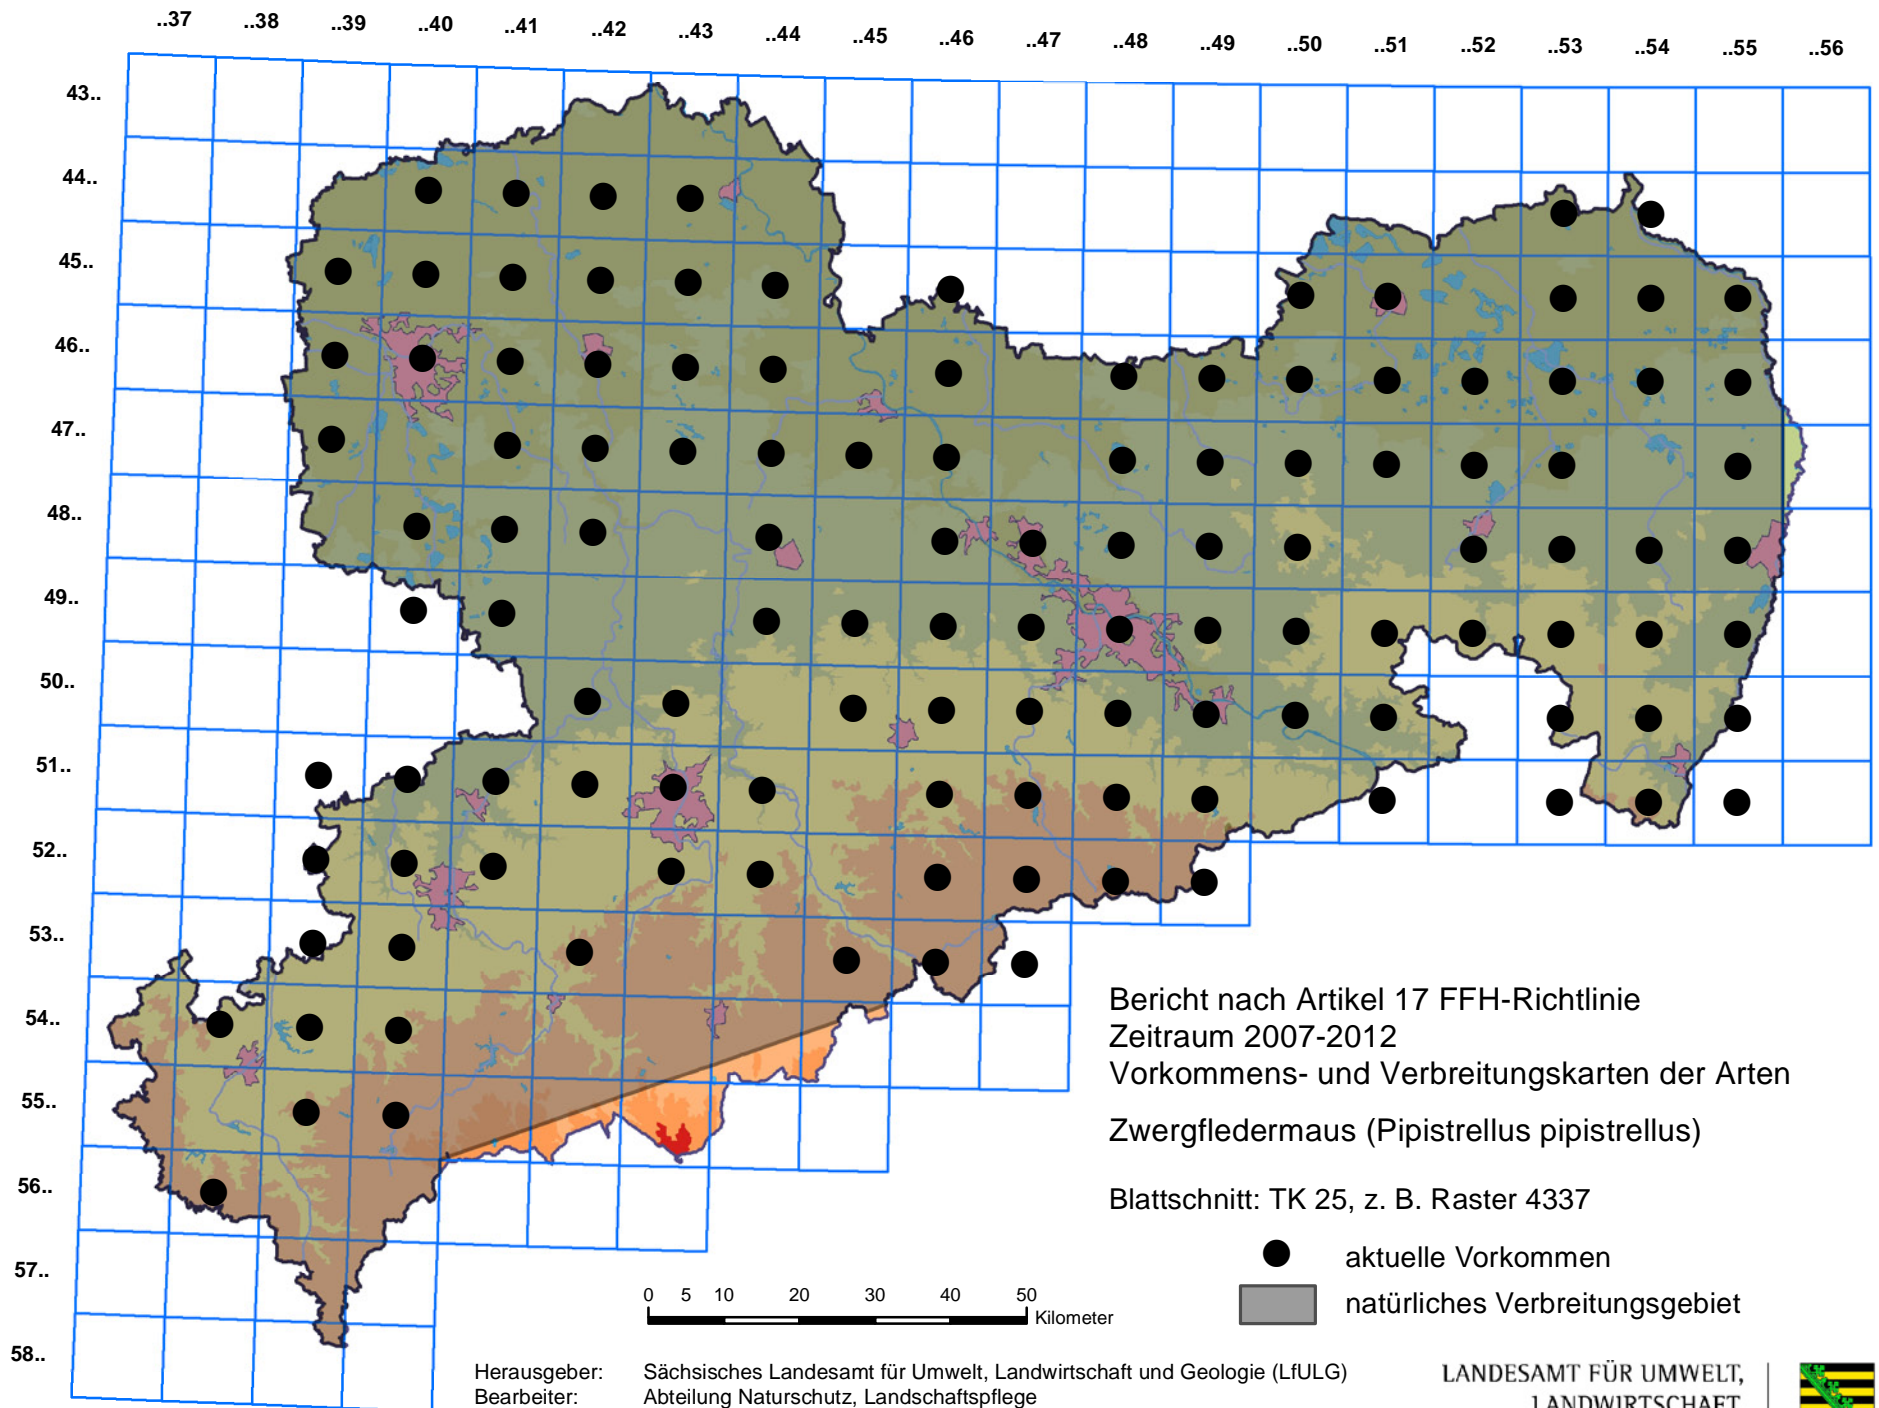 ..37 ..38 ..39 ..40 ..41 ..42 ..43 ..44 ..45 ..46 ..47 ..48 ..49 ..50 ..51 ..52 ..53 ..54 ..55 ..56
43..
44..
45..
46..
47..
48..
49..
50..
51..
52..
53..
54..
55..
56..
57..
58..
Bericht nach Artikel 17 FFH-Richtlinie
Zeitraum 2007-2012
Vorkommens- und Verbreitungskarten der Arten
Zwergfledermaus (Pipistrellus pipistrellus)
Blattschnitt: TK 25, z. B. Raster 4337
aktuelle Vorkommen
natürliches Verbreitungsgebiet
0 5 10 20 30 40 50
Kilometer
Herausgeber: Sächsisches Landesamt für Umwelt, Landwirtschaft und Geologie (LfULG)
Bearbeiter: Abteilung Naturschutz, Landschaftspflege
LANDESAMT FÜR UMWELT,
LANDWIRTSCHAFT